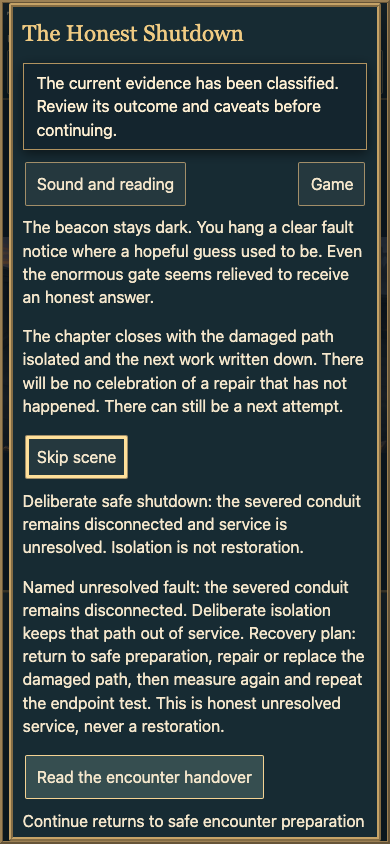 The Honest Shutdown
The current evidence has been classified.
Review its outcome and caveats before
continuing.
Sound and reading
Game
The beacon stays dark. You hang a clear fault
notice where a hopeful guess used to be. Even
the enormous gate seems relieved to receive
an honest answer.
The chapter closes with the damaged path
isolated and the next work written down. There
will be no celebration of a repair that has not
happened. There can still be a next attempt.
Skip scene
Deliberate safe shutdown: the severed conduit
remains disconnected and service is
unresolved. Isolation is not restoration.
Named unresolved fault: the severed conduit
remains disconnected. Deliberate isolation
keeps that path out of service. Recovery plan:
return to safe preparation, repair or replace the
damaged path, then measure again and repeat
the endpoint test. This is honest unresolved
service, never a restoration.
Read the encounter handover
Continue returns to safe encounter preparation